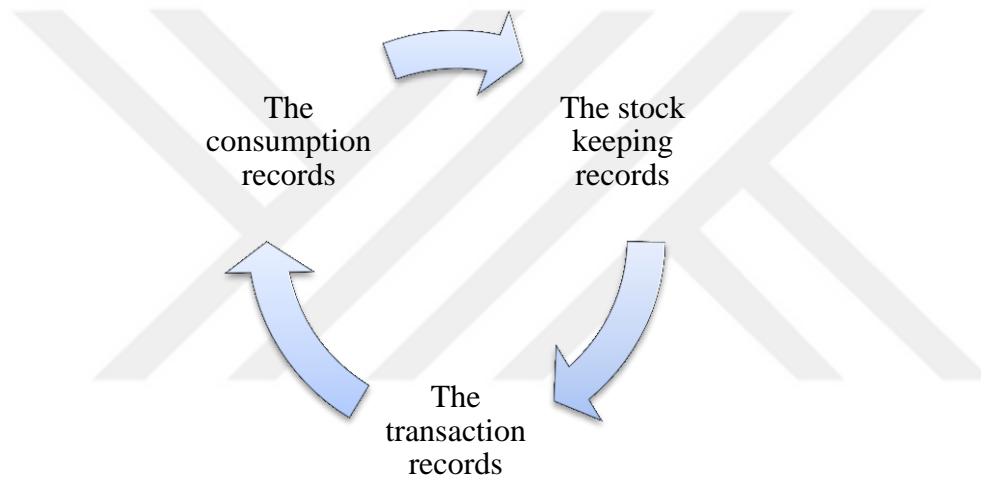 The
consumption
records
The stock
keeping
records
The
transaction
records